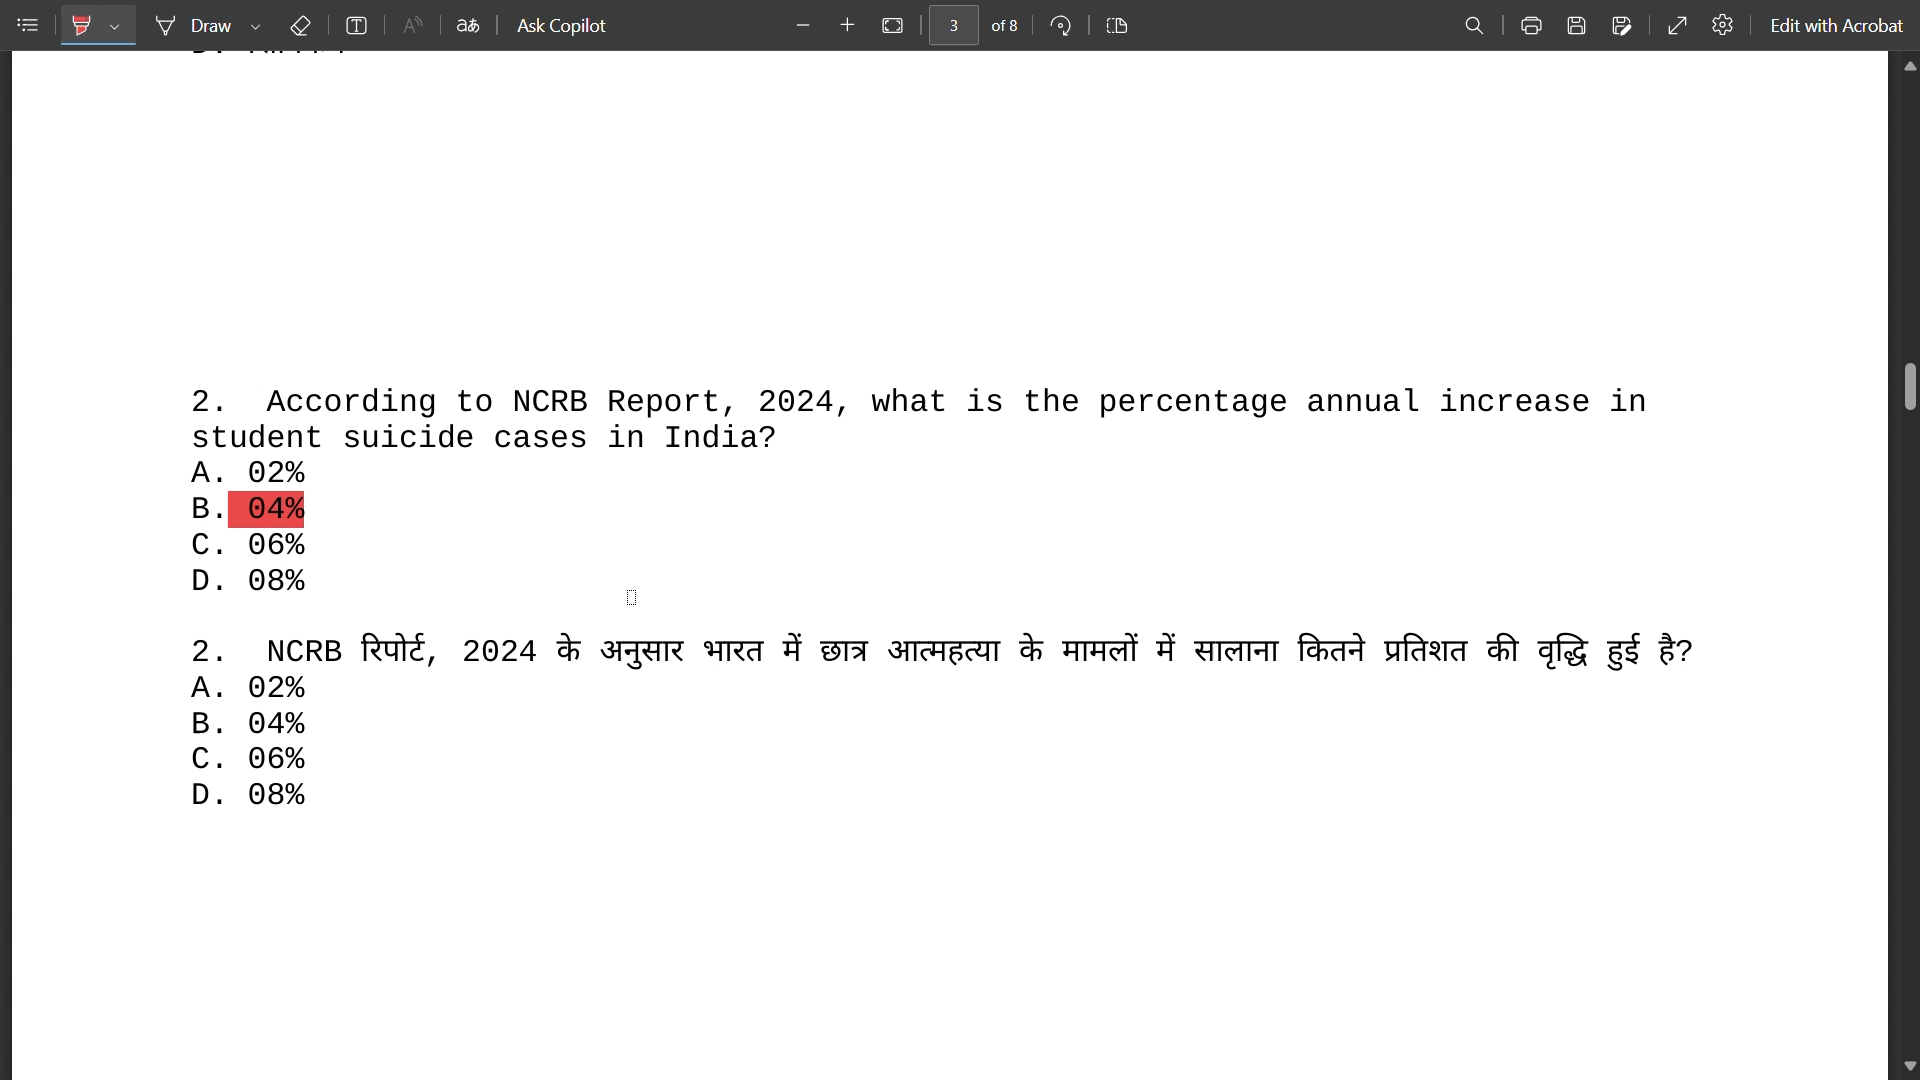 Draw
Ask Copilot
3 of 8
Edit with Acrobat
2. According to NCRB Report, 2024, what is the percentage annual increase in
student suicide cases in India?
A. 02%
B. 04%
C. 06%
D. 08%
2. NCRB रिपोर्ट, 2024 के अनुसार भारत में छात्र आत्महत्या के मामलों में सालाना कितने प्रतिशत की वृद्धि हुई है?
A. 02%
B. 04%
C. 06%
D. 08%